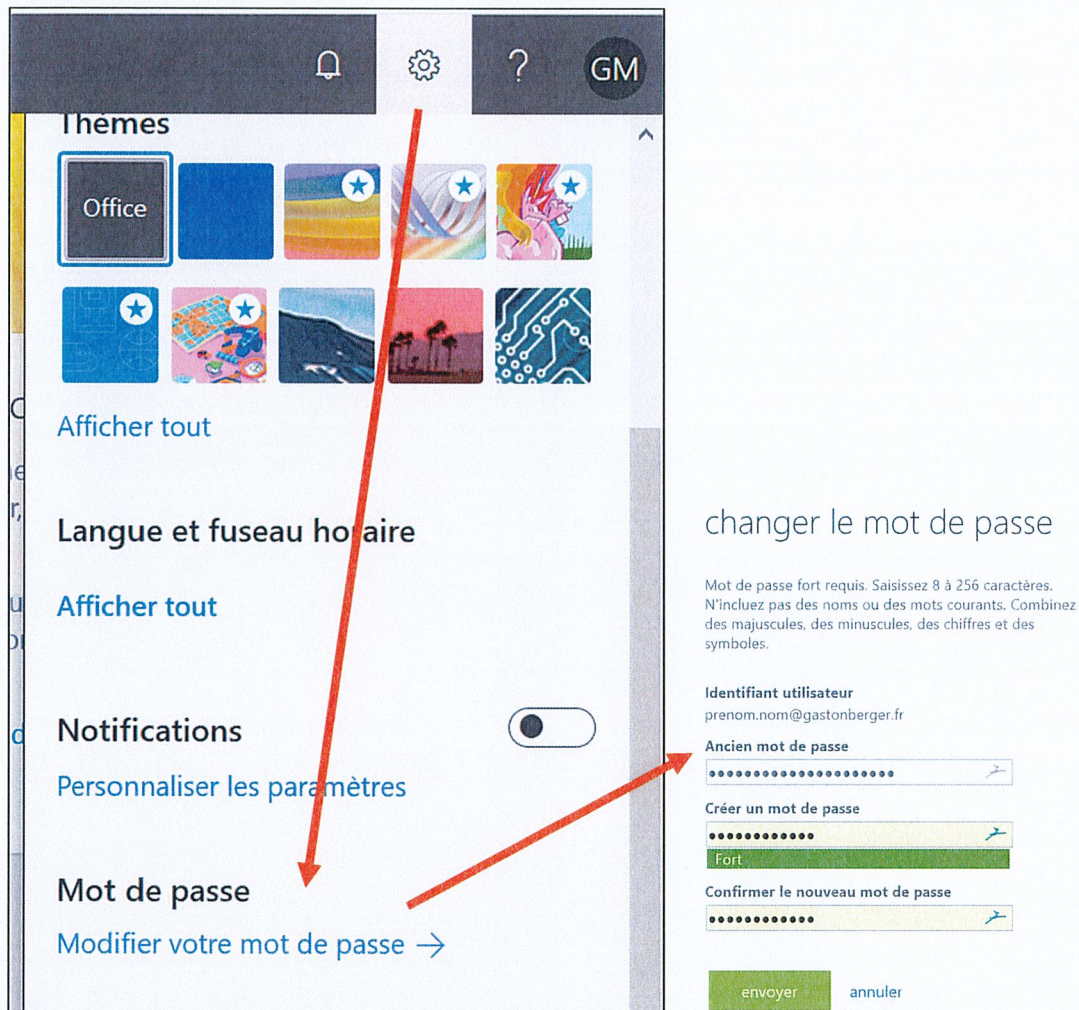 GM
Thèmes
Office
Afficher tout
Langue et fuseau horaire
Afficher tout
Notifications
Personnaliser les paramètres
Mot de passe
Modifier votre mot de passe →
changer le mot de passe
Mot de passe fort requis. Saisissez 8 à 256 caractères.
N'incluez pas des noms ou des mots courants. Combinez
des majuscules, des minuscules, des chiffres et des
symboles.
Identifiant utilisateur
prenom.nom@gastonberger.fr
Ancien mot de passe
Créer un mot de passe
Fort
Confirmer le nouveau mot de passe
envoyer annuler